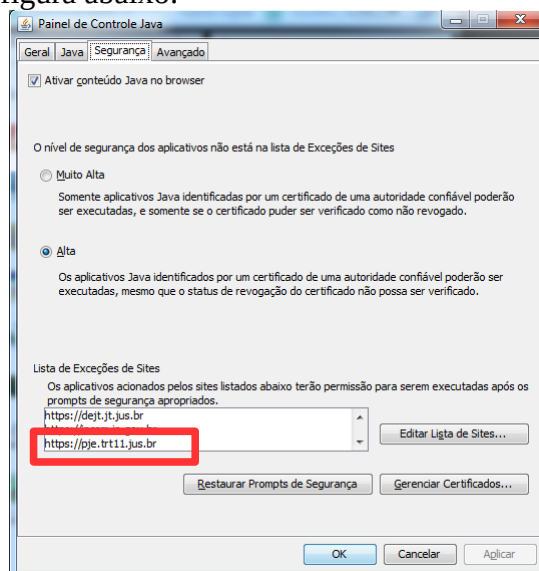 figura abaixo.
Painel de Controle Java
Geral Java Segurança Avançado
Ativar conteúdo Java no browser
O nível de segurança dos aplicativos não está na lista de Exceções de Sites
Muito Alta
Somente aplicativos Java identificadas por um certificado de uma autoridade confiável poderão
ser executadas, e somente se o certificado puder ser verificado como não revogado.
Alta
Os aplicativos Java identificados por um certificado de uma autoridade confiável poderão ser
executadas, mesmo que o status de revogação do certificado não possa ser verificado.
Lista de Exceções de Sites
Os aplicativos acionados pelos sites listados abaixo terão permissão para serem executadas após os
prompts de segurança apropriados.
https://dejt.jt.jus.br
https://pje.trt11.jus.br
Editar Lista de Sites...
Restaurar Prompts de Segurança Gerenciar Certificados...
OK Cancelar Aplicar